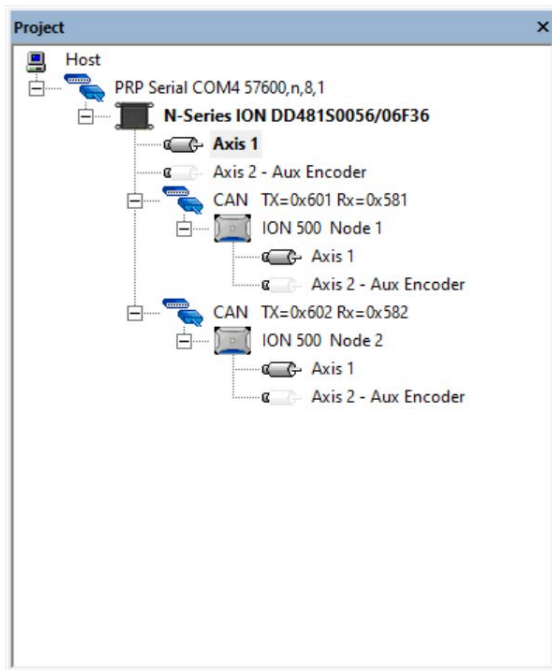 Project
Host
PRP Serial COM4 57600,n,8,1
N-Series ION DD481S0056/06F36
Axis 1
Axis 2 - Aux Encoder
CAN TX=0x601 Rx=0x581
ION 500 Node 1
Axis 1
Axis 2 - Aux Encoder
CAN TX=0x602 Rx=0x582
ION 500 Node 2
Axis 1
Axis 2 - Aux Encoder